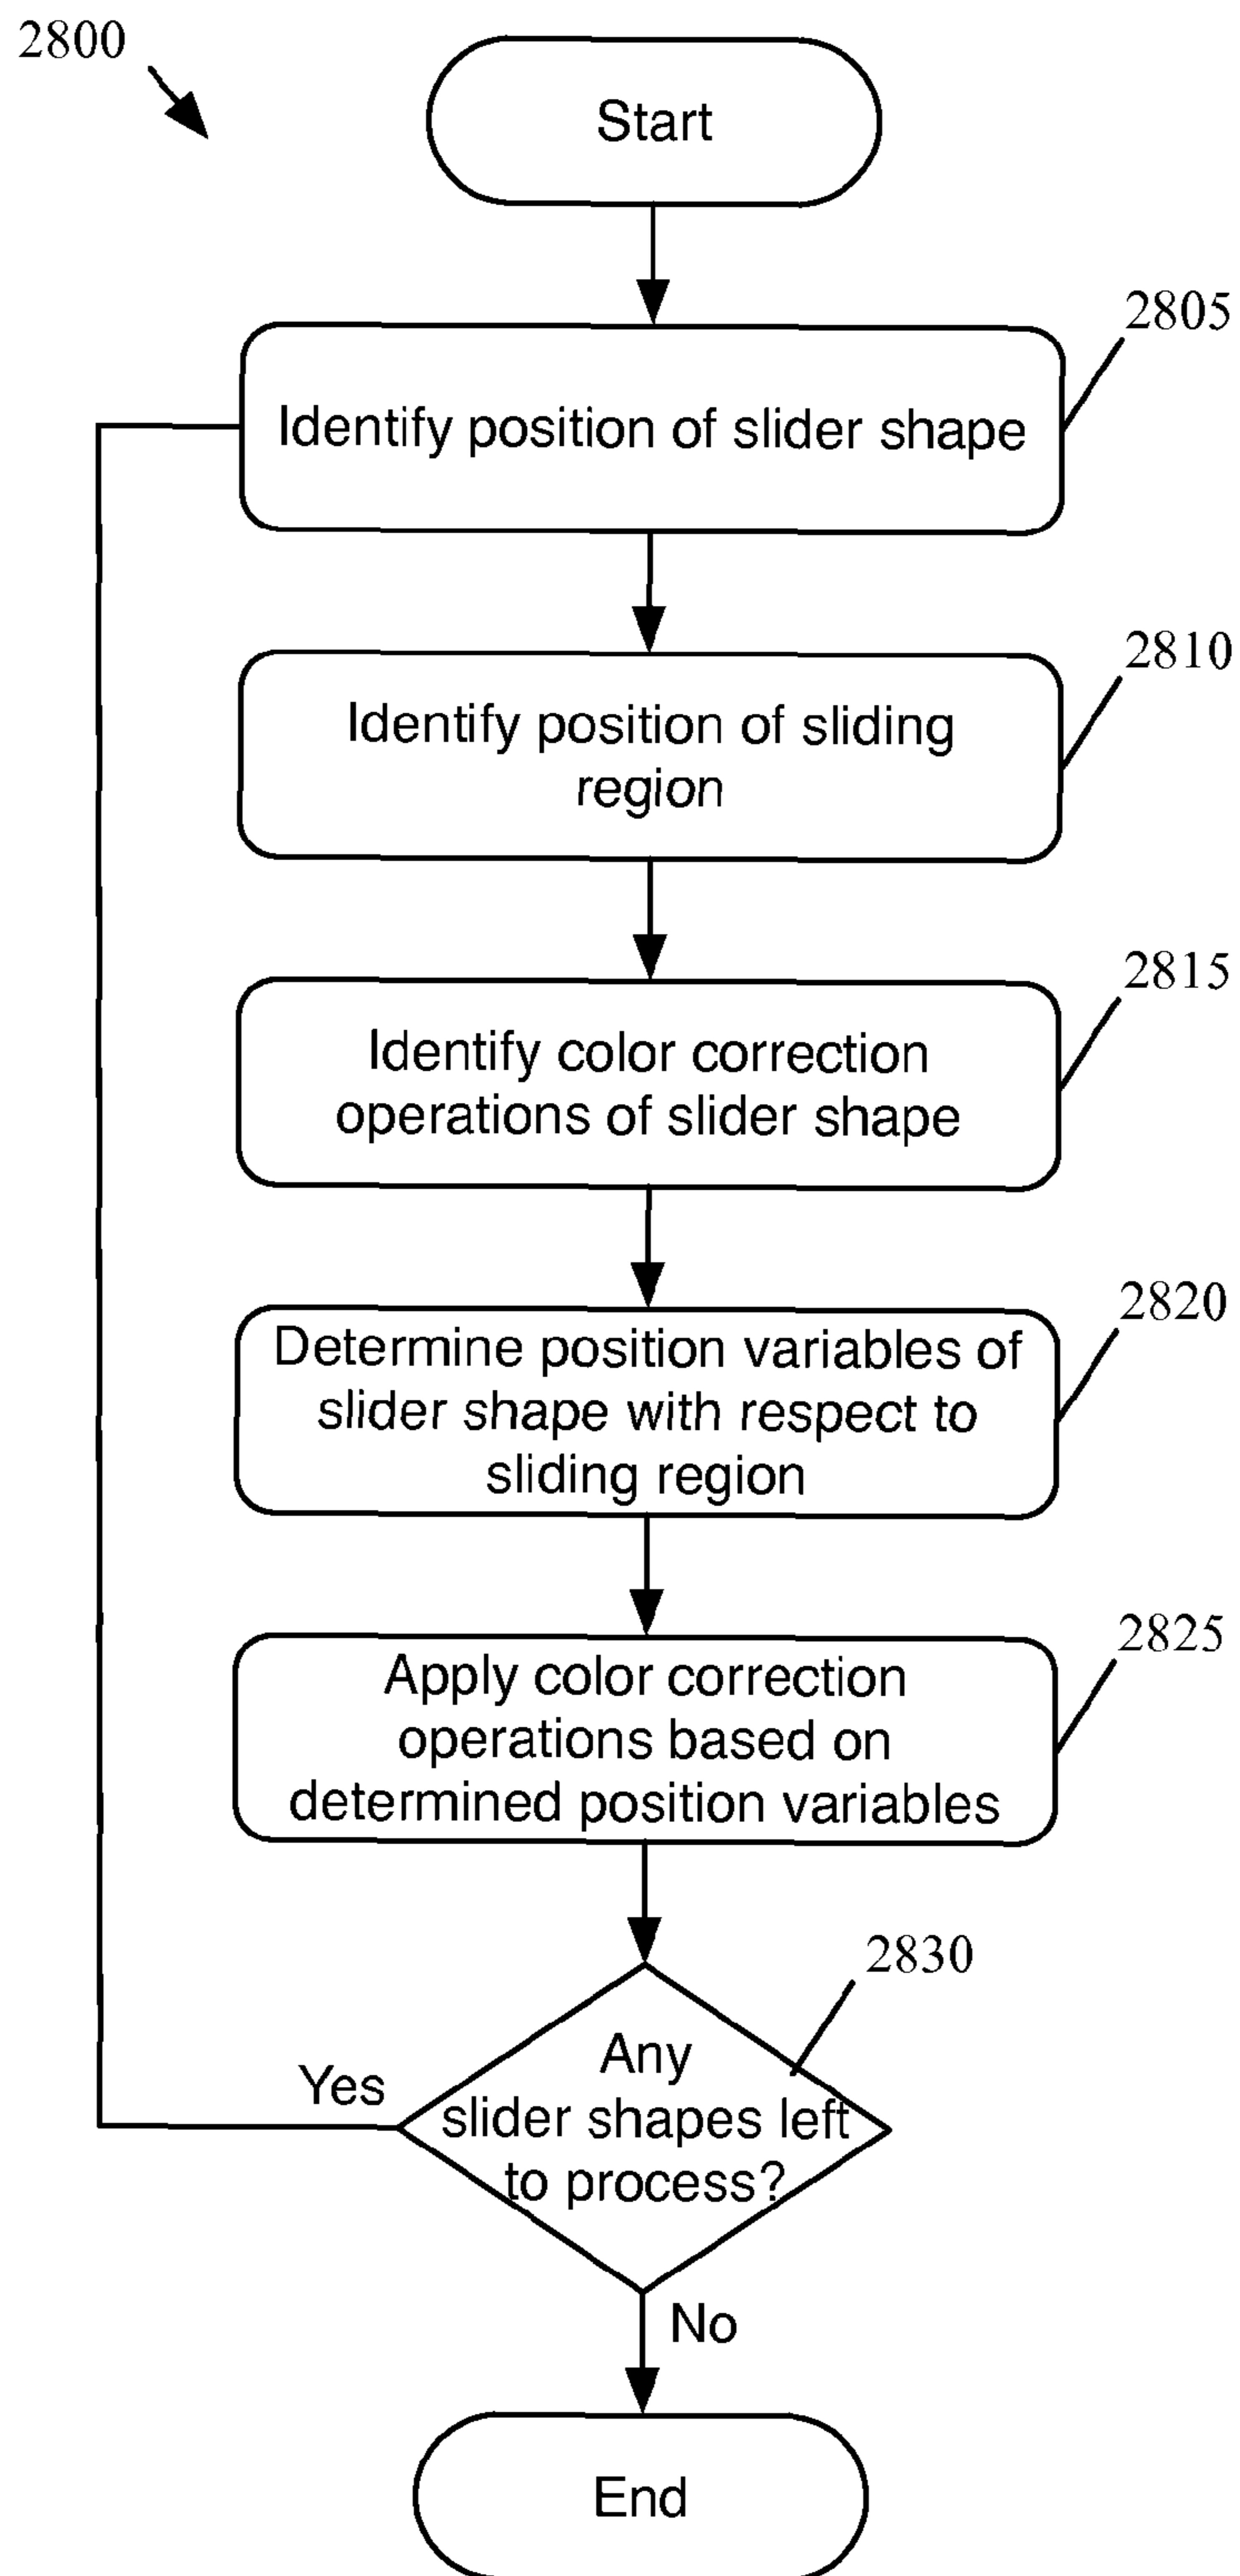 2800
Start
2805
Identify position of slider shape
2810
Identify position of sliding
region
2815
Identify color correction
operations of slider shape
2820
Determine position variables of
slider shape with respect to
sliding region
2825
Apply color correction
operations based on
determined position variables
2830
Any
slider shapes left
to process?
Yes
No
End